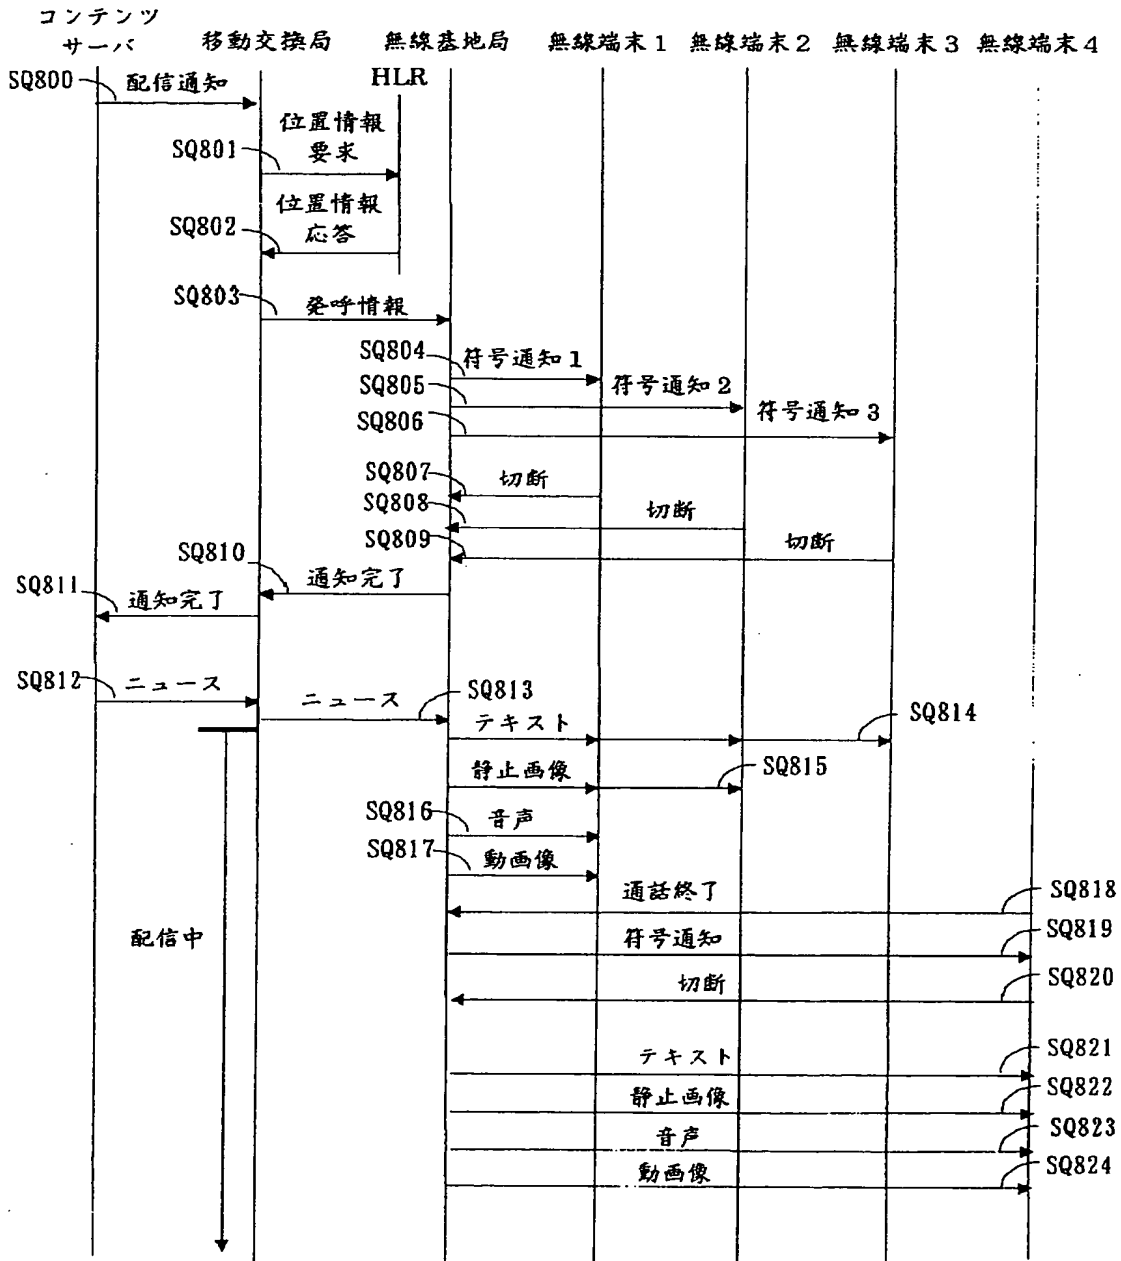 コンテンツ
サーバ
移動交換局
無線基地局
無線端末1
無線端末2
無線端末3
無線端末4
HLR
SQ800
配信通知
SQ801
位置情報
要求
SQ802
位置情報
応答
SQ803
発呼情報
SQ804
符号通知1
SQ805
符号通知2
SQ806
符号通知3
SQ807
切断
SQ808
切断
SQ809
切断
SQ810
通知完了
SQ811
通知完了
SQ812
ニュース
ニュース
SQ813
テキスト
SQ814
静止画像
SQ815
SQ816
音声
SQ817
動画像
通話終了
SQ818
配信中
符号通知
SQ819
切断
SQ820
テキスト
SQ821
静止画像
SQ822
音声
SQ823
動画像
SQ824